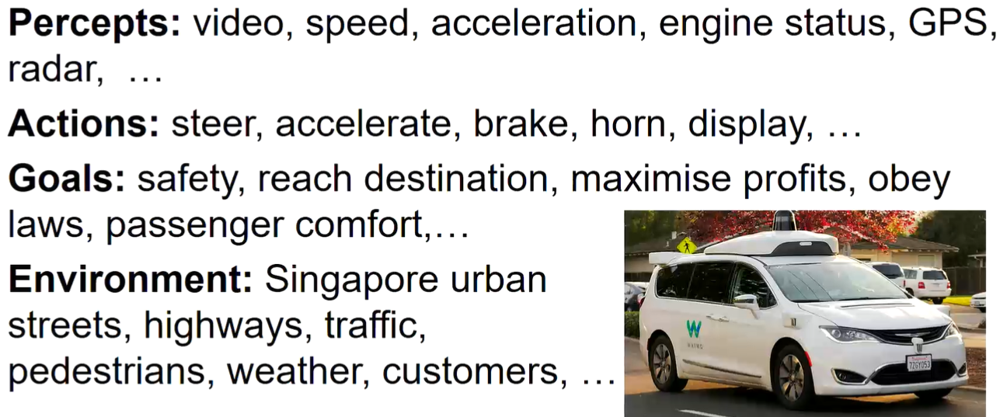 Percepts: video, speed, acceleration, engine status, GPS,
radar, …
Actions: steer, accelerate, brake, horn, display, …
Goals: safety, reach destination, maximise profits, obey
laws, passenger comfort,…
Environment: Singapore urban
streets, highways, traffic,
pedestrians, weather, customers, …
W
WAYMO
California
7ZGY053